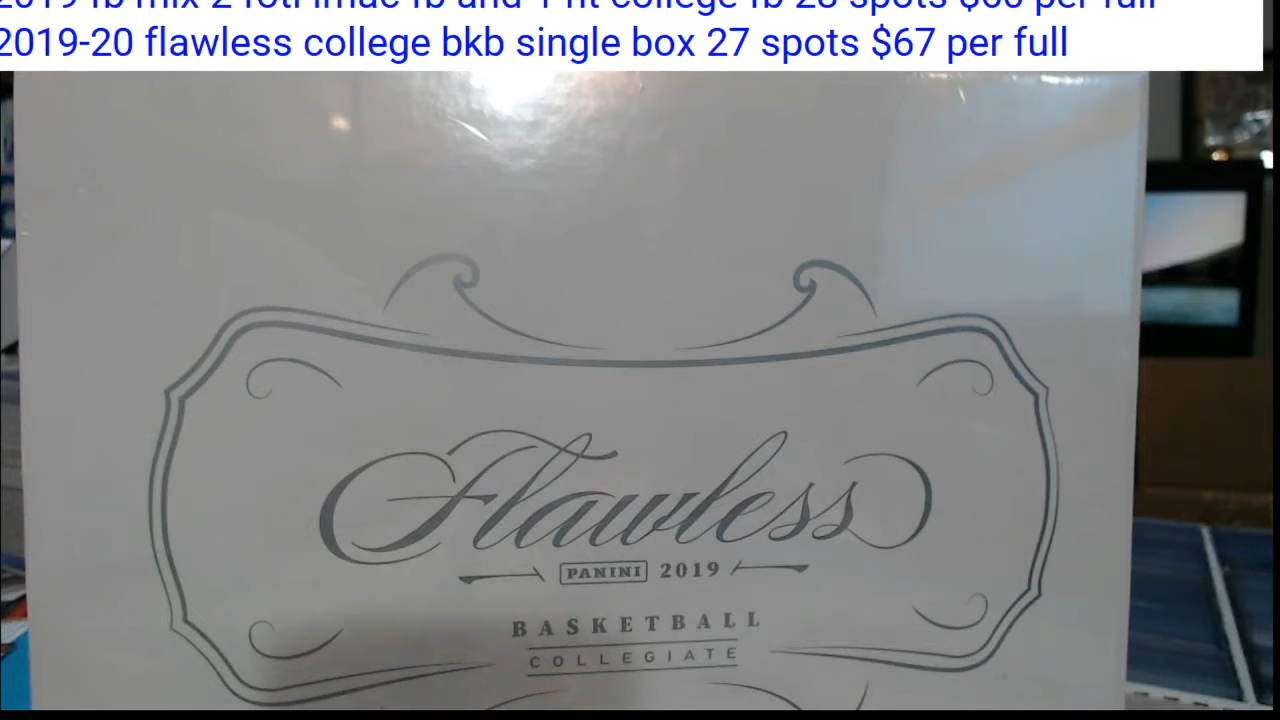 2019-20 flawless college bkb single box 27 spots $67 per full
Flawless
PANINI 2019
BASKETBALL
COLLEGIATE